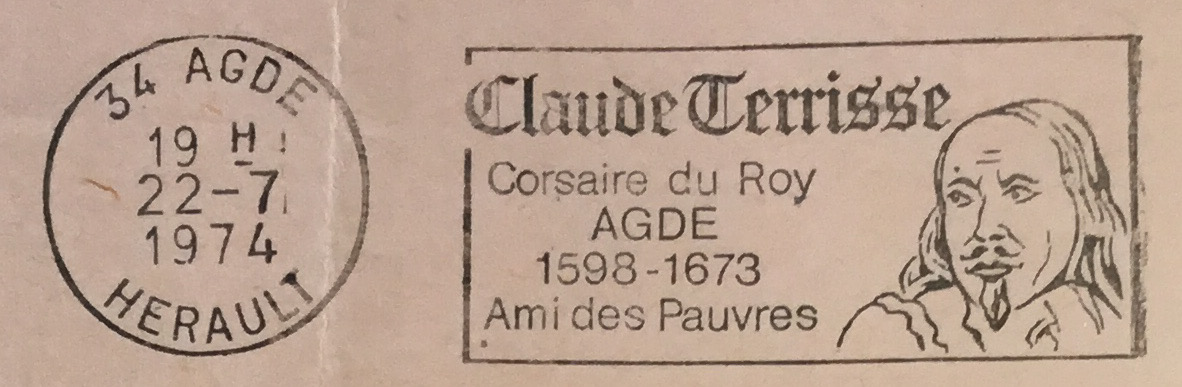 34 AGDE
19 H
22-7
1974
HERAULT
Claude Terrisse
Corsaire du Roy
AGDE
1598-1673
Ami des Pauvres